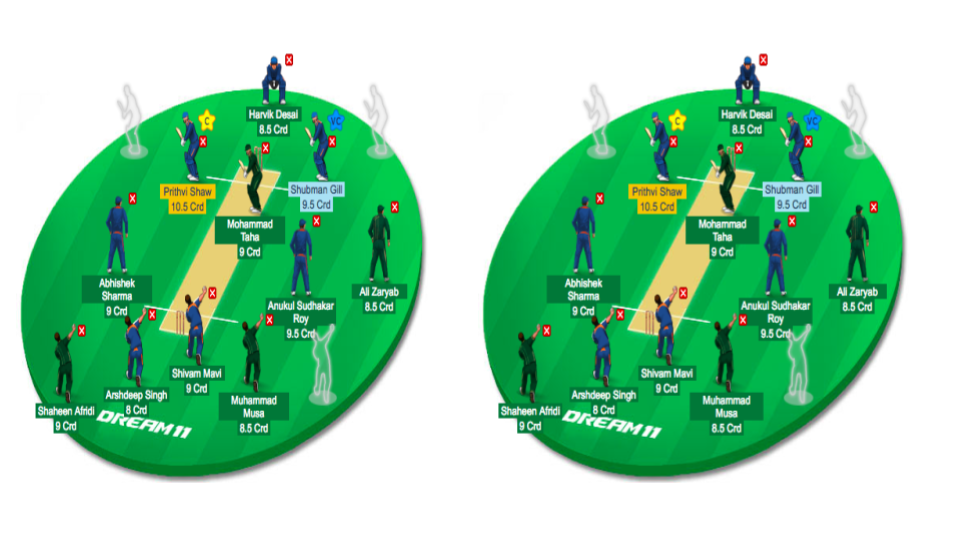 Harvik Desai
8.5 Crd
C
VC
Prithvi Shaw
10.5 Crd
Shubman Gill
9.5 Crd
Mohammad
Taha
9 Crd
Abhishek
Sharma
9 Crd
Anukul Sudhakar
Roy
9.5 Crd
Ali Zaryab
8.5 Crd
Shivam Mavi
9 Crd
Arshdeep Singh
8 Crd
Shaheen Afridi
9 Crd
Muhammad
Musa
8.5 Crd
DREAM11
Harvik Desai
8.5 Crd
C
VC
Prithvi Shaw
10.5 Crd
Shubman Gill
9.5 Crd
Mohammad
Taha
9 Crd
Abhishek
Sharma
9 Crd
Anukul Sudhakar
Roy
9.5 Crd
Ali Zaryab
8.5 Crd
Shivam Mavi
9 Crd
Arshdeep Singh
8 Crd
Shaheen Afridi
9 Crd
Muhammad
Musa
8.5 Crd
DREAM11